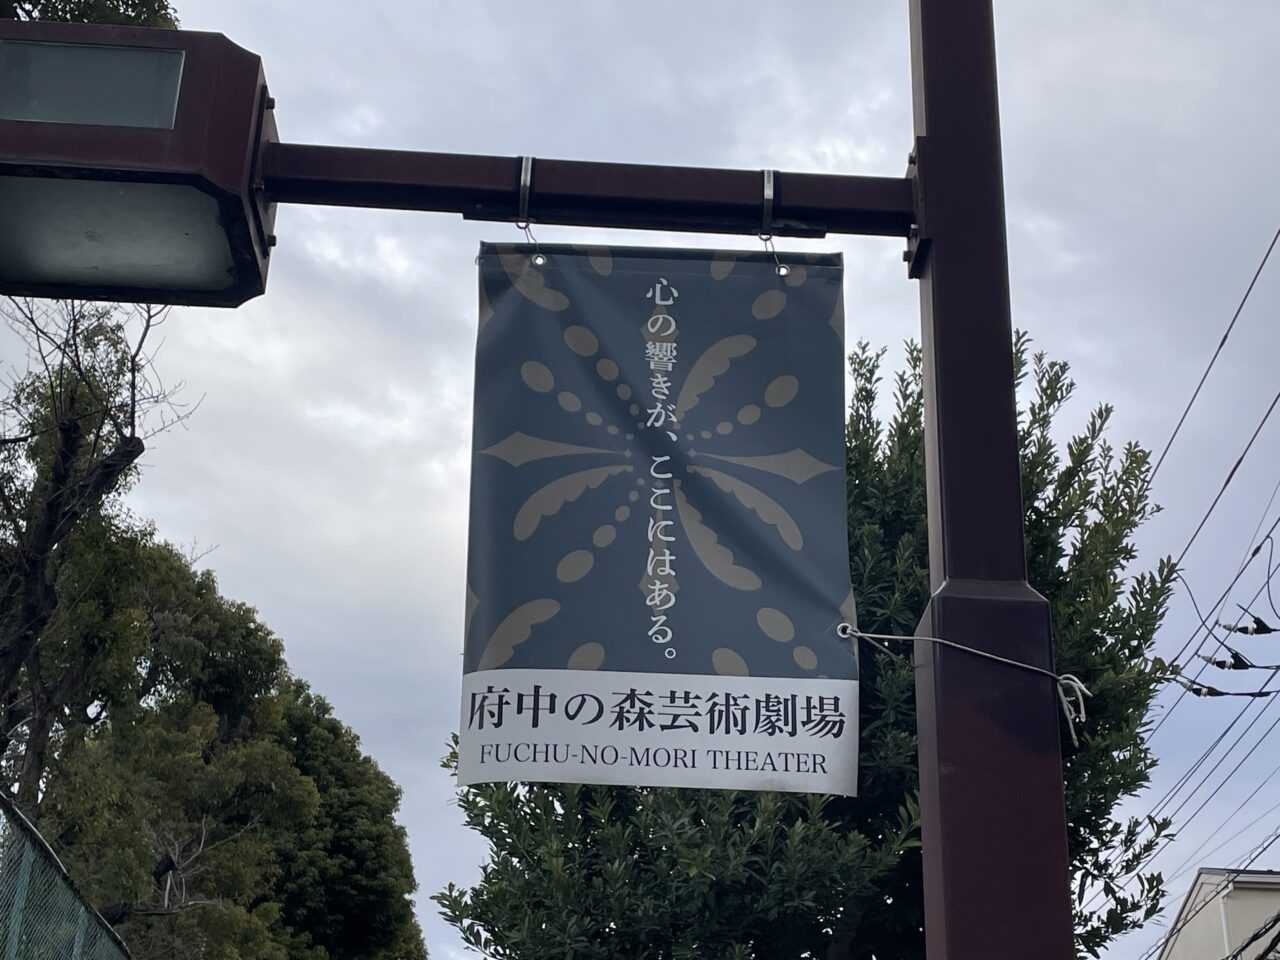 心の響きが、ここにはある。
府中の森芸術劇場
FUCHU-NO-MORI THEATER